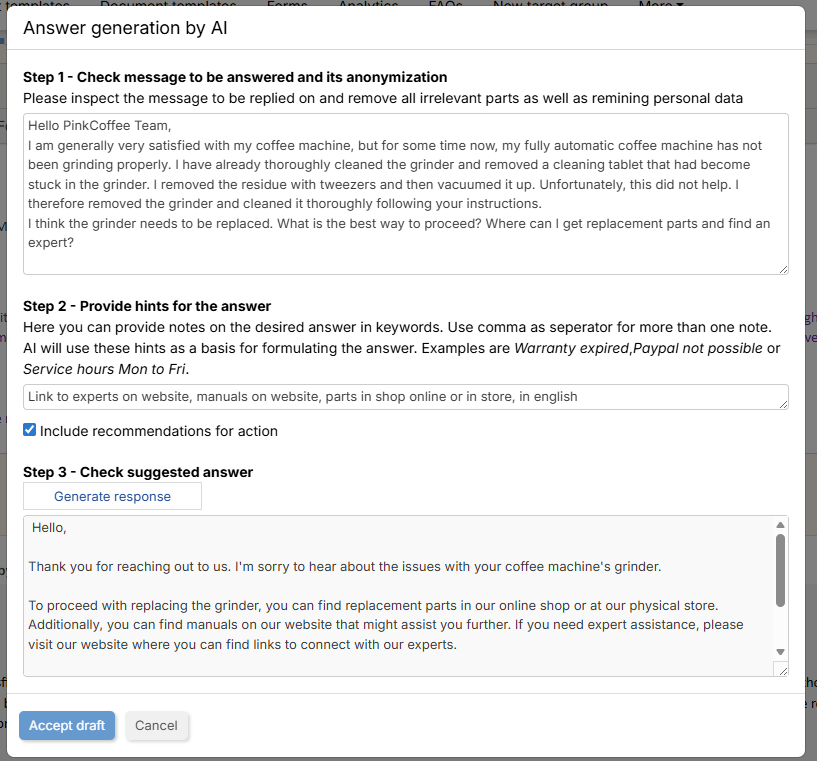 templates Document templates Forms Analytics FAQs New target group More
Answer generation by AI
Step 1 - Check message to be answered and its anonymization
Please inspect the message to be replied on and remove all irrelevant parts as well as remining personal data
Hello PinkCoffee Team,
I am generally very satisfied with my coffee machine, but for some time now, my fully automatic coffee machine has not
been grinding properly. I have already thoroughly cleaned the grinder and removed a cleaning tablet that had become
stuck in the grinder. I removed the residue with tweezers and then vacuumed it up. Unfortunately, this did not help. I
therefore removed the grinder and cleaned it thoroughly following your instructions.
I think the grinder needs to be replaced. What is the best way to proceed? Where can I get replacement parts and find an
expert?
Step 2 - Provide hints for the answer
Here you can provide notes on the desired answer in keywords. Use comma as seperator for more than one note.
AI will use these hints as a basis for formulating the answer. Examples are Warranty expired,Paypal not possible or
Service hours Mon to Fri.
Link to experts on website, manuals on website, parts in shop online or in store, in english
Include recommendations for action
Step 3 - Check suggested answer
Generate response
Hello,
Thank you for reaching out to us. I'm sorry to hear about the issues with your coffee machine's grinder.
To proceed with replacing the grinder, you can find replacement parts in our online shop or at our physical store.
Additionally, you can find manuals on our website that might assist you further. If you need expert assistance, please
visit our website where you can find links to connect with our experts.
Accept draft Cancel